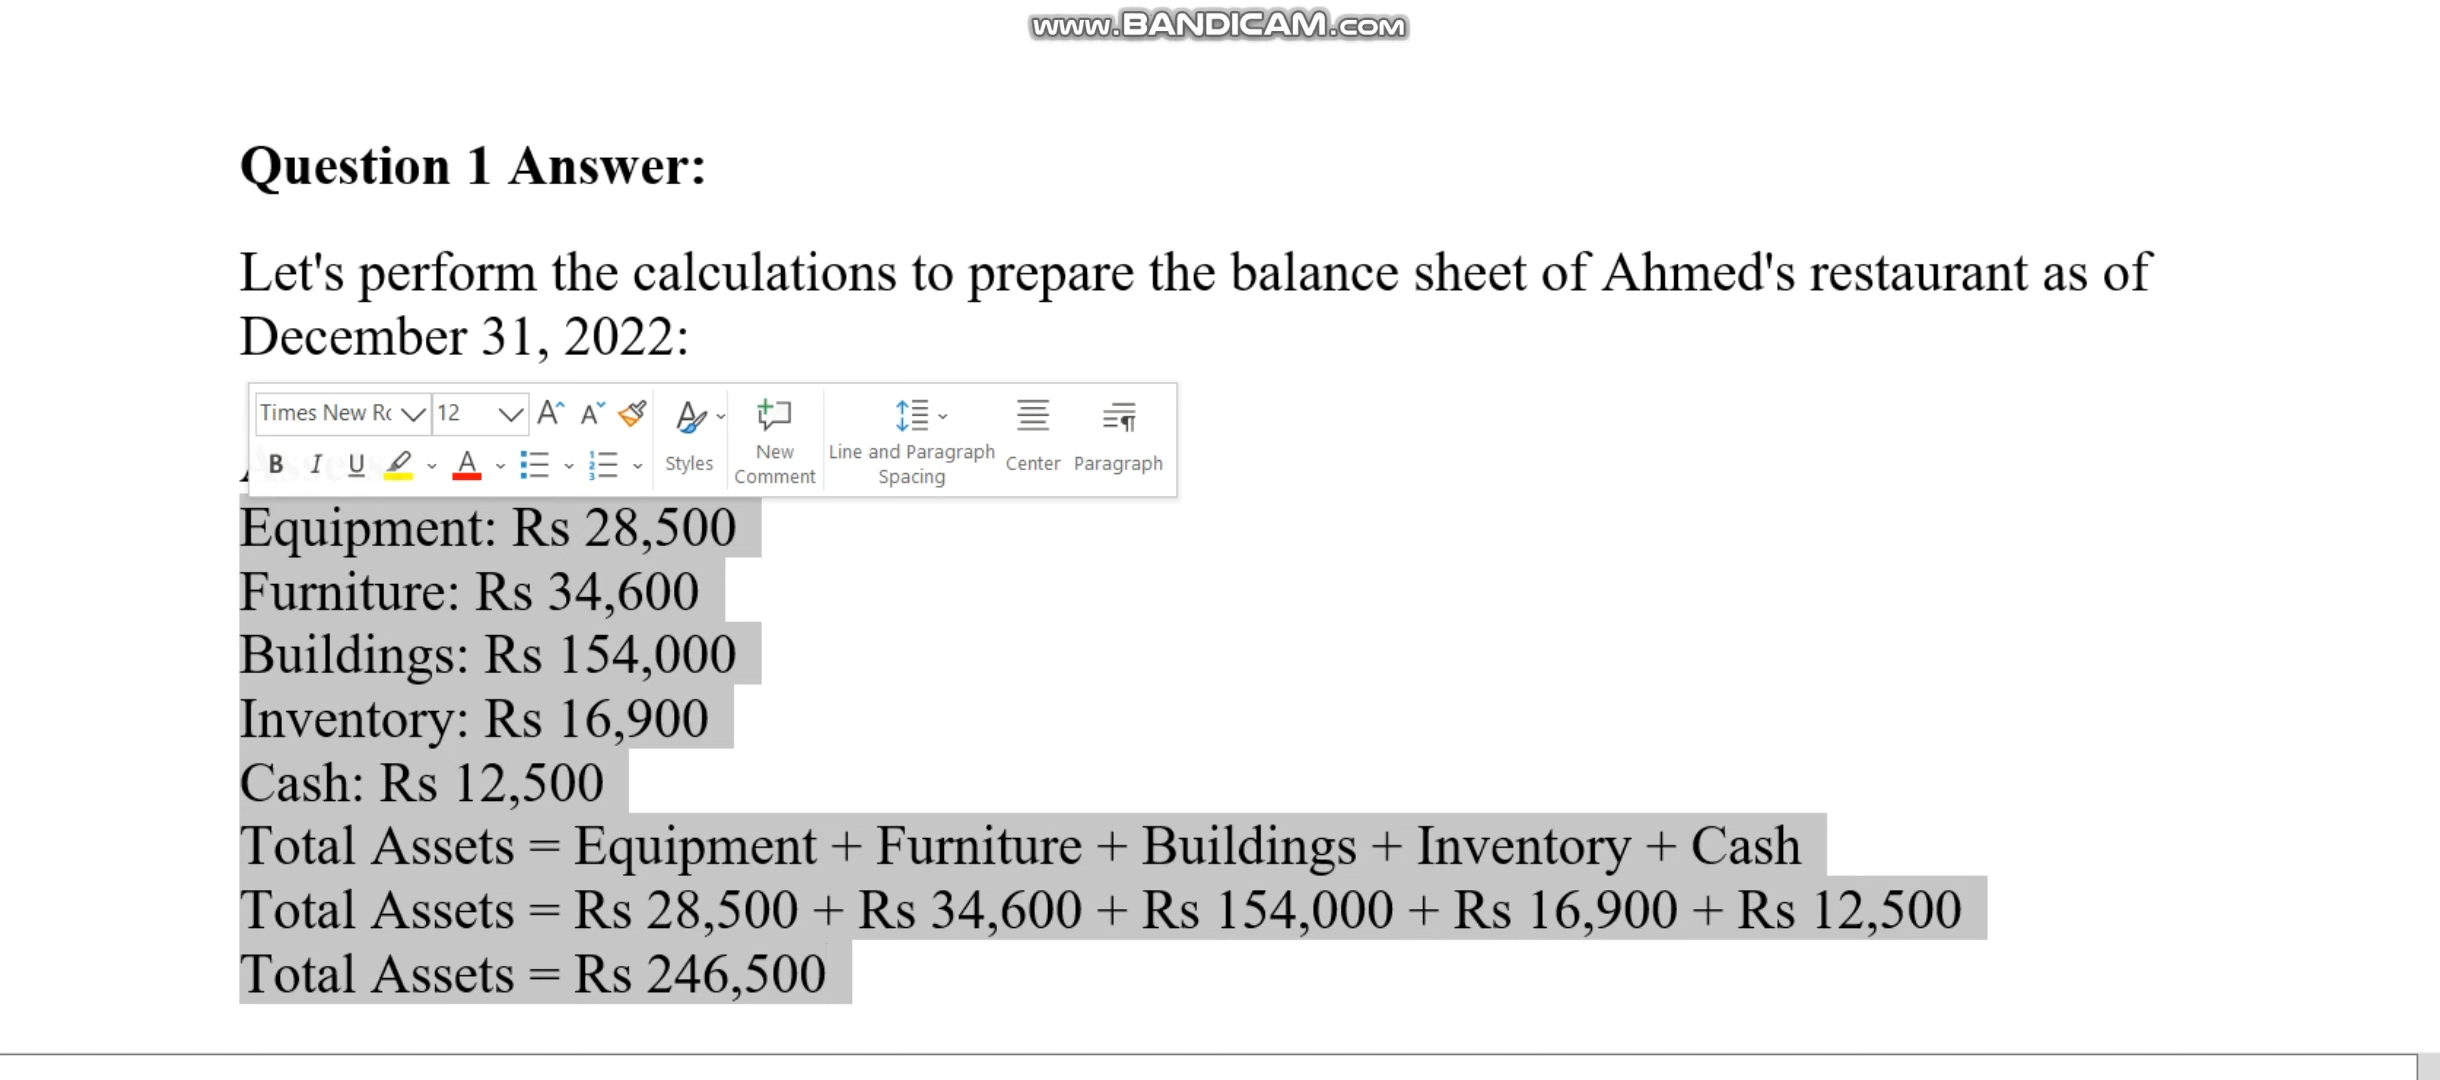 www.BANDICAM.com
Question 1 Answer:
Let's perform the calculations to prepare the balance sheet of Ahmed's restaurant as of
December 31, 2022:
Times New Ro 12
B I U A Styles New Comment Line and Paragraph Spacing Center Paragraph
Equipment: Rs 28,500
Furniture: Rs 34,600
Buildings: Rs 154,000
Inventory: Rs 16,900
Cash: Rs 12,500
Total Assets = Equipment + Furniture + Buildings + Inventory + Cash
Total Assets = Rs 28,500 + Rs 34,600 + Rs 154,000 + Rs 16,900 + Rs 12,500
Total Assets = Rs 246,500